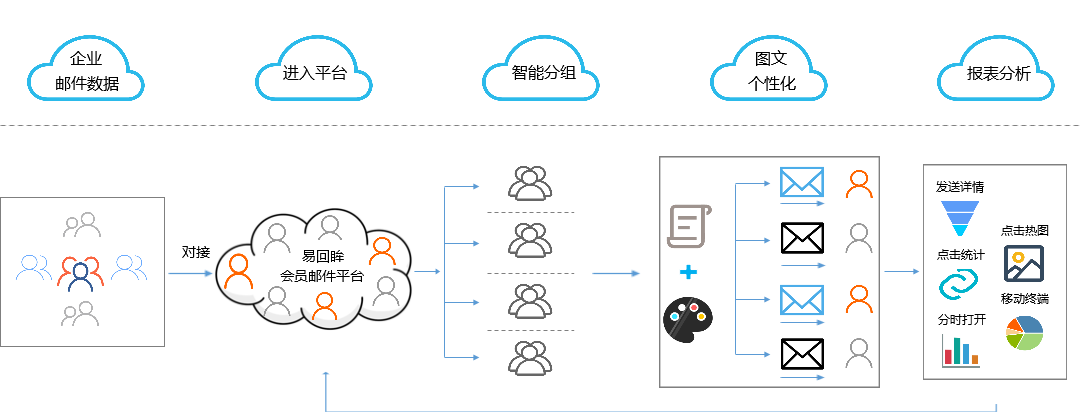 企业
邮件数据
进入平台
智能分组
图文
个性化
报表分析
对接
易回眸
会员邮件平台
发送详情
点击热图
点击统计
移动终端
分时打开